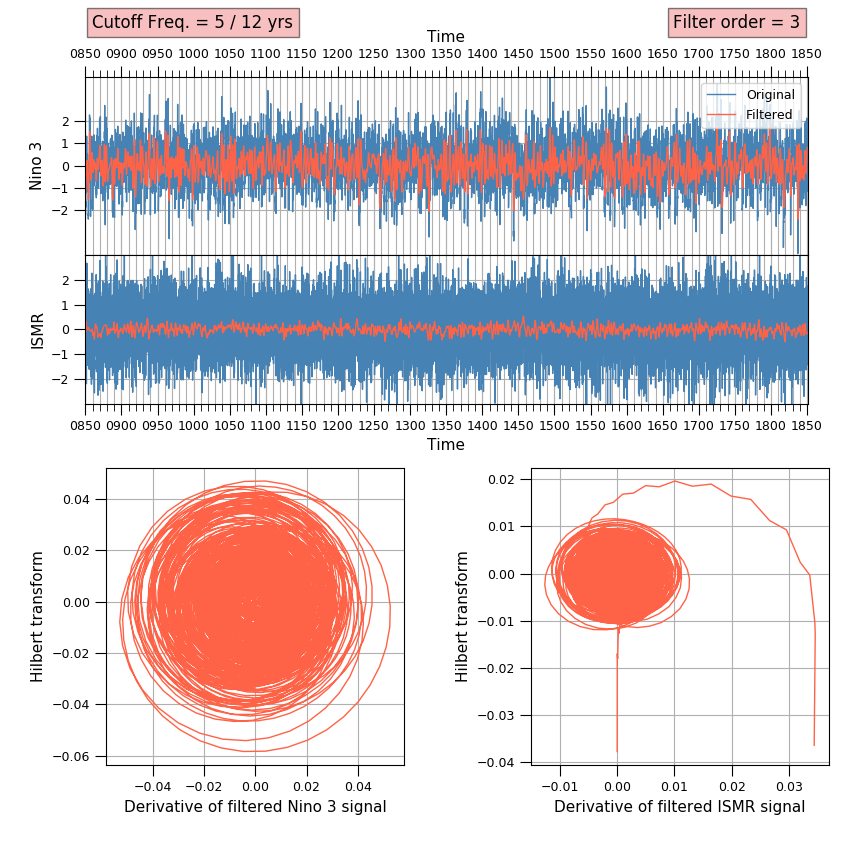 Cutoff Freq. = 5 / 12 yrs
Filter order = 3
Time
0850 0900 0950 1000 1050 1100 1150 1200 1250 1300 1350 1400 1450 1500 1550 1600 1650 1700 1750 1800 1850
Original
Filtered
Nino 3
2
1
0
−1
−2
ISMR
2
1
0
−1
−2
0850 0900 0950 1000 1050 1100 1150 1200 1250 1300 1350 1400 1450 1500 1550 1600 1650 1700 1750 1800 1850
Time
Hilbert transform
0.04
0.02
0.00
−0.02
−0.04
−0.06
−0.04 −0.02 0.00 0.02 0.04
Derivative of filtered Nino 3 signal
Hilbert transform
0.02
0.01
0.00
−0.01
−0.02
−0.03
−0.04
−0.01 0.00 0.01 0.02 0.03
Derivative of filtered ISMR signal